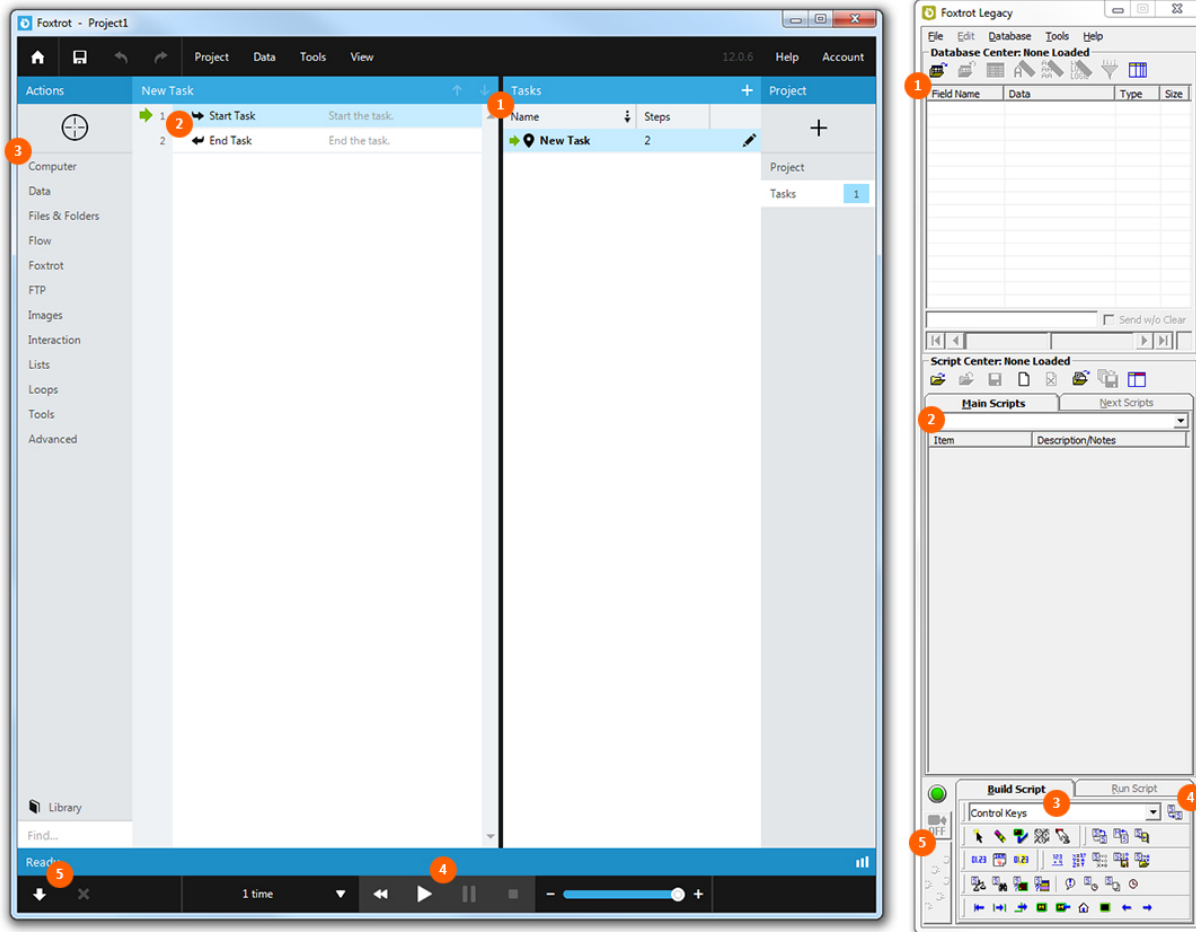 Foxtrot - Project1
Project Data Tools View 12.0.6 Help Account
Actions
New Task
Tasks
Project
1
1 Start Task Start the task.
2
2 End Task End the task.
Name Steps
New Task 2
Project
Tasks 1
3
Computer
Data
Files & Folders
Flow
Foxtrot
FTP
Images
Interaction
Lists
Loops
Tools
Advanced
Library
Find...
Ready
5
4
1 time
Foxtrot Legacy
File Edit Database Tools Help
Database Center: None Loaded
1
Field Name Data Type Size
Send w/o Clear
Script Center: None Loaded
Main Scripts Next Scripts
2
Item Description/Notes
Build Script Run Script
3
4
Control Keys
OFF
5